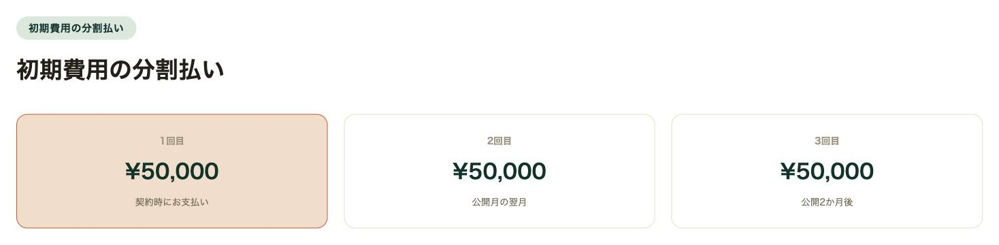 初期費用の分割払い
初期費用の分割払い
1回目
¥50,000
契約時にお支払い
2回目
¥50,000
公開月の翌月
3回目
¥50,000
公開2か月後